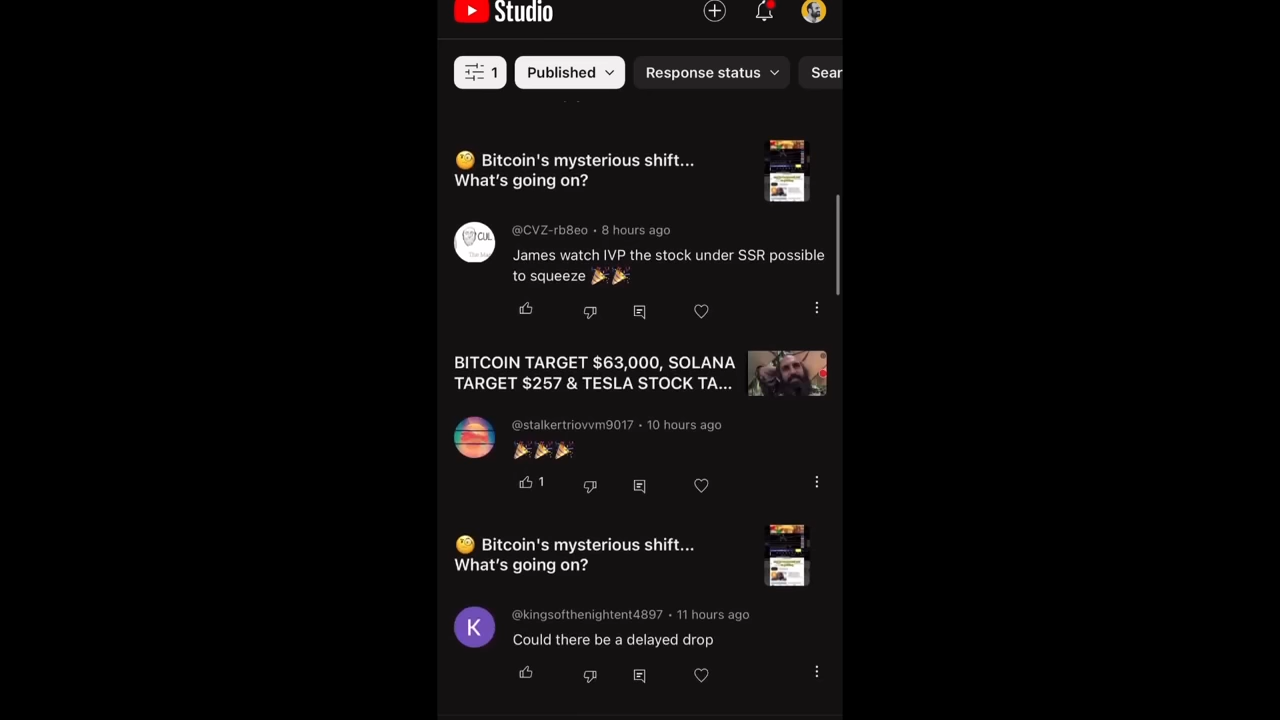 Studio
1
Published
Response status
Sear
🧐 Bitcoin's mysterious shift...
What's going on?
@CVZ-rb8eo • 8 hours ago
James watch IVP the stock under SSR possible
to squeeze 🎉🎉
BITCOIN TARGET $63,000, SOLANA
TARGET $257 & TESLA STOCK TA...
@stalkertriovvm9017 • 10 hours ago
🎉🎉🎉
1
🧐 Bitcoin's mysterious shift...
What's going on?
@kingsofthenightent4897 • 11 hours ago
K
Could there be a delayed drop